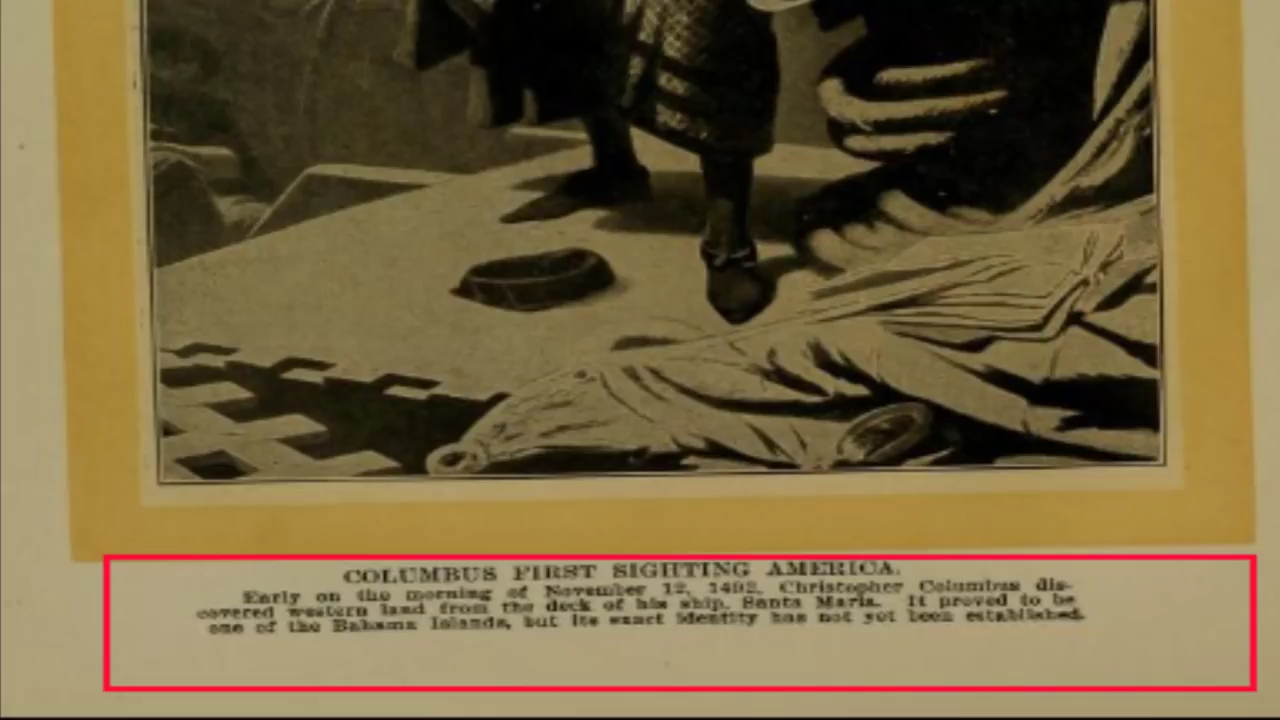 COLUMBUS FIRST SIGHTING AMERICA.
Early on the morning of November 12, 1492, Christopher Columbus dis-
covered western land from the deck of his ship, Santa Maria. It proved to be
one of the Bahama Islands, but its exact identity has not yet been established.